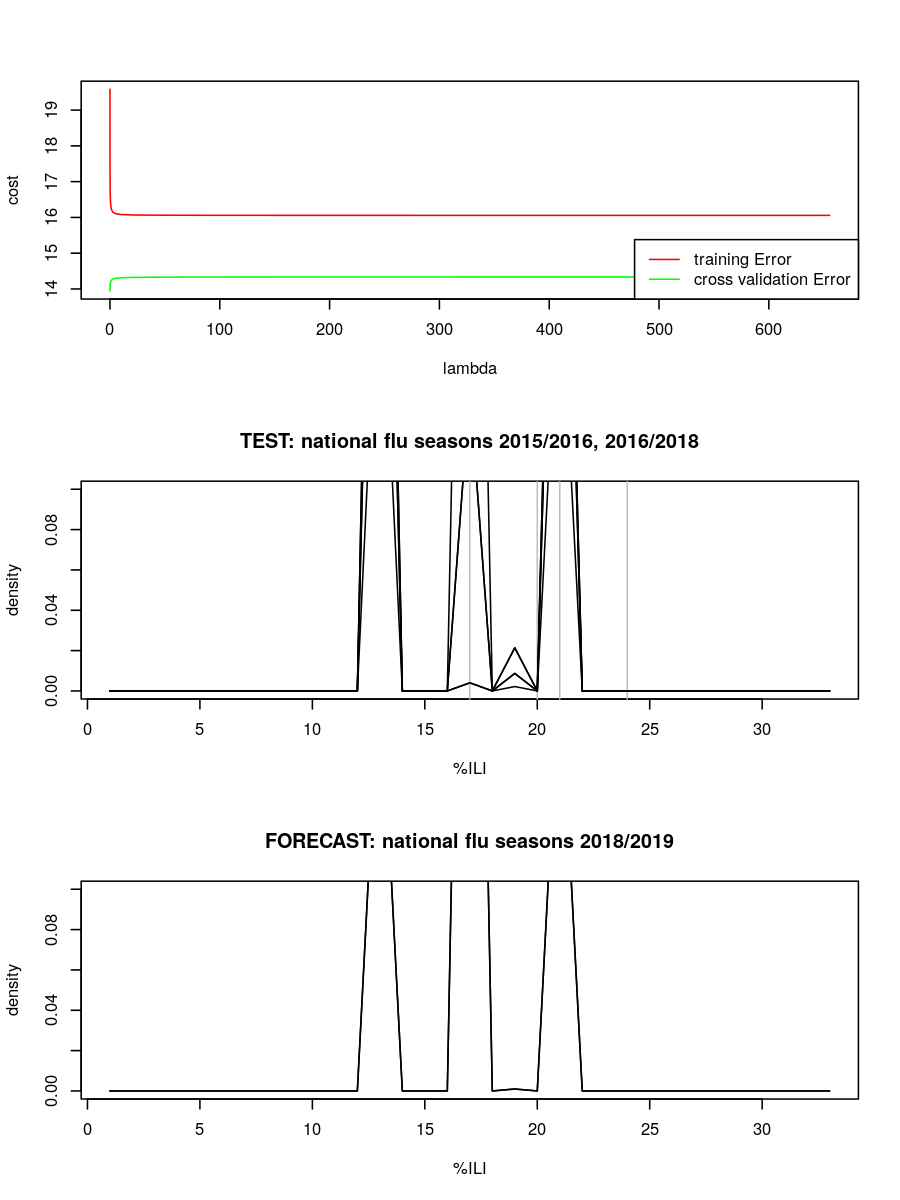 19
18
17
16
15
14
cost
training Error
cross validation Error
0 100 200 300 400 500 600
lambda
TEST: national flu seasons 2015/2016, 2016/2018
0.08
0.04
0.00
density
0 5 10 15 20 25 30
%ILI
FORECAST: national flu seasons 2018/2019
0.08
0.04
0.00
density
0 5 10 15 20 25 30
%ILI